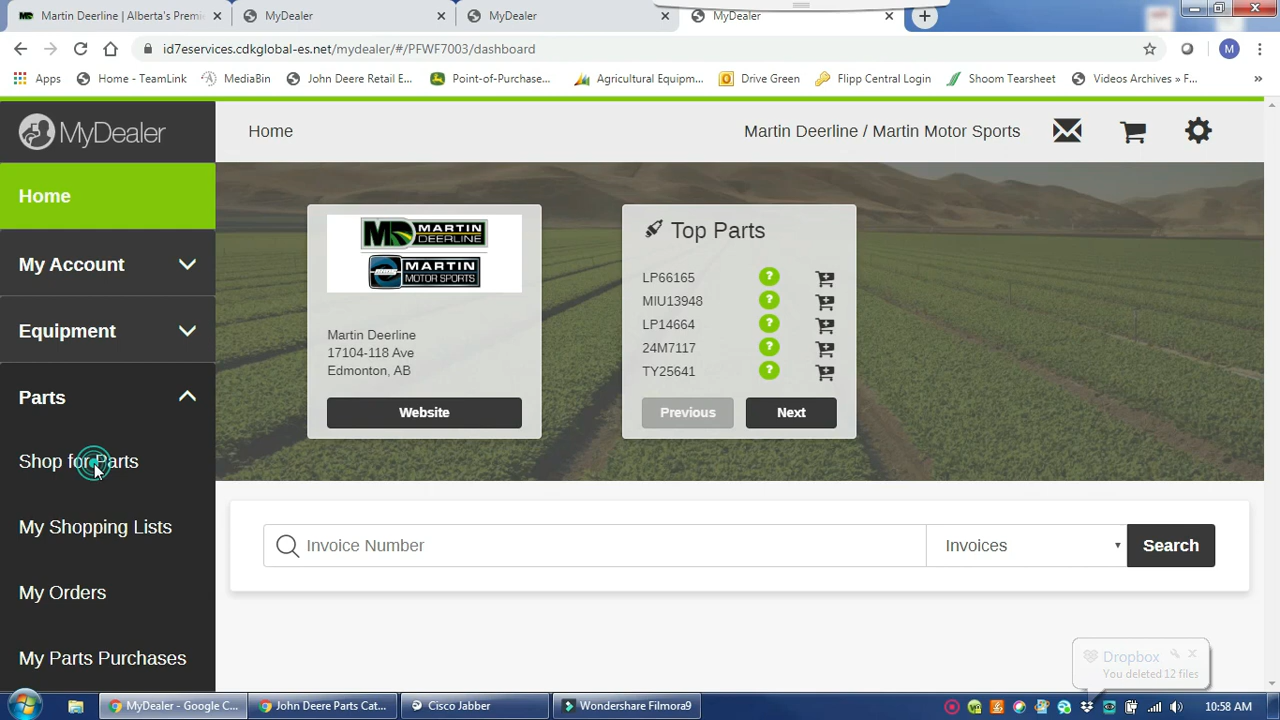 Martin Deerline | Alberta's Premi
MyDealer
MyDealer
MyDealer
id7eservices.cdkglobal-es.net/mydealer/#/PFWF7003/dashboard
M
Apps
Home - TeamLink
MediaBin
John Deere Retail E...
Point-of-Purchase...
Agricultural Equipm...
Drive Green
Flipp Central Login
Shoom Tearsheet
Videos Archives » F...
»
MyDealer
Home
Martin Deerline / Martin Motor Sports
Home
My Account
Equipment
Parts
Shop for Parts
My Shopping Lists
My Orders
My Parts Purchases
MD MARTIN
DEERLINE
MARTIN
MOTOR SPORTS
Martin Deerline
17104-118 Ave
Edmonton, AB
Website
Top Parts
LP66165 ?
MIU13948 ?
LP14664 ?
24M7117 ?
TY25641 ?
Previous
Next
Invoice Number
Invoices
Search
Dropbox
You deleted 12 files
MyDealer - Google C...
John Deere Parts Cat...
Cisco Jabber
Wondershare Filmora9
10:58 AM